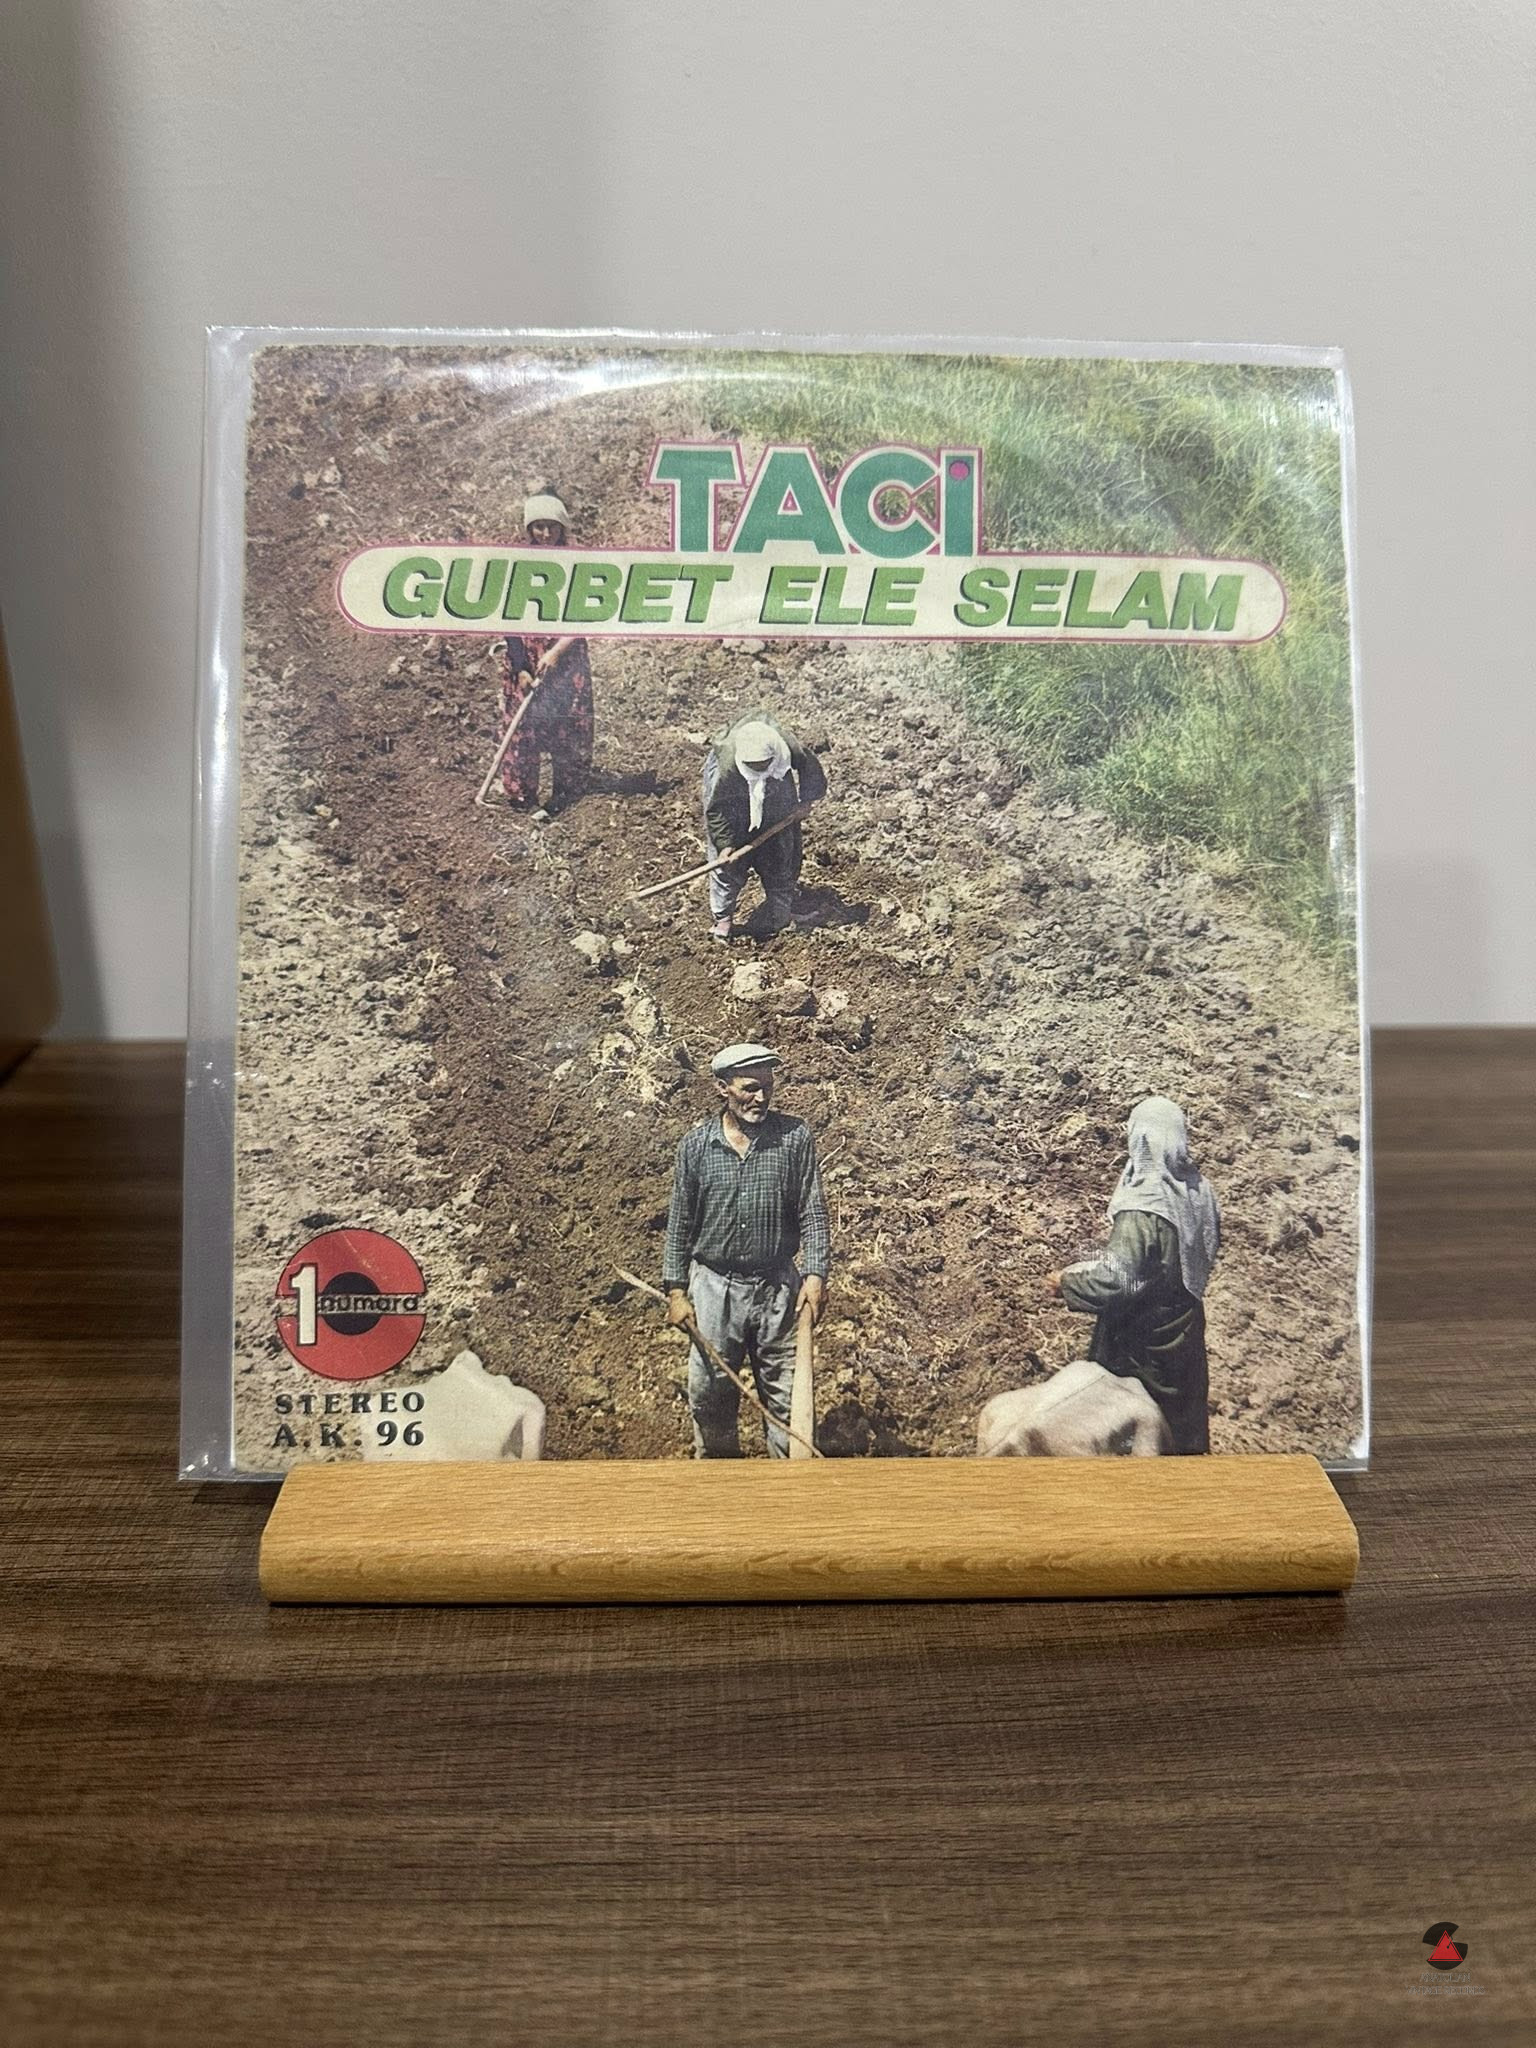 TACİ
GURBET ELE SELAM
1 numara
STEREO
A.K. 96